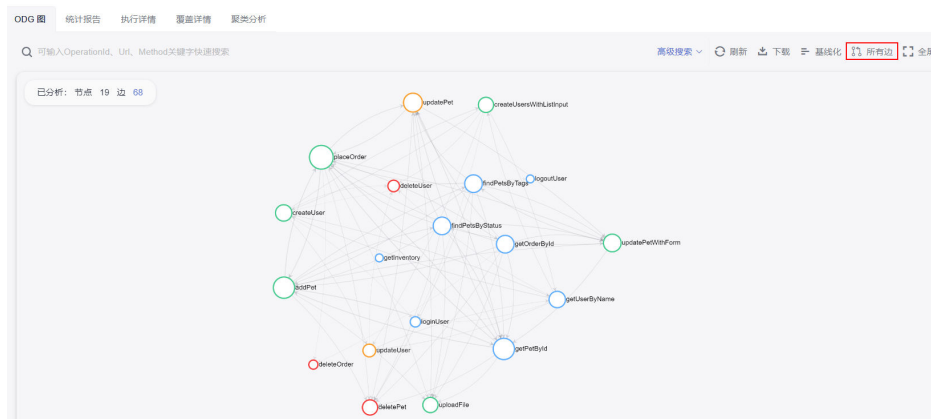 ODG 图 统计报告 执行详情 覆盖详情 聚类分析
可输入OperationId、Url、Method关键字快速搜索 高级搜索 刷新 下载 基线化 所有边 全屏
已分析: 节点 19 边 68
updatePet
createUsersWithListInput
placeOrder
deleteUser
findPetsByTags
logoutUser
createUser
findPetsByStatus
getOrderById
updatePetWithForm
getInventory
addPet
getUserByName
loginUser
updateUser
getPetById
deleteOrder
deletePet
uploadFile